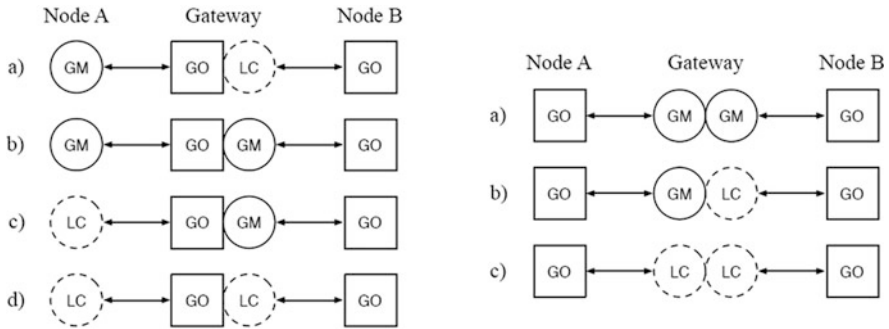 Node A Gateway Node B
a) GM GO LC GO
b) GM GO GM GO
c) LC GO GM GO
d) LC GO LC GO
Node A Gateway Node B
a) GO GM GM GO
b) GO GM LC GO
c) GO LC LC GO